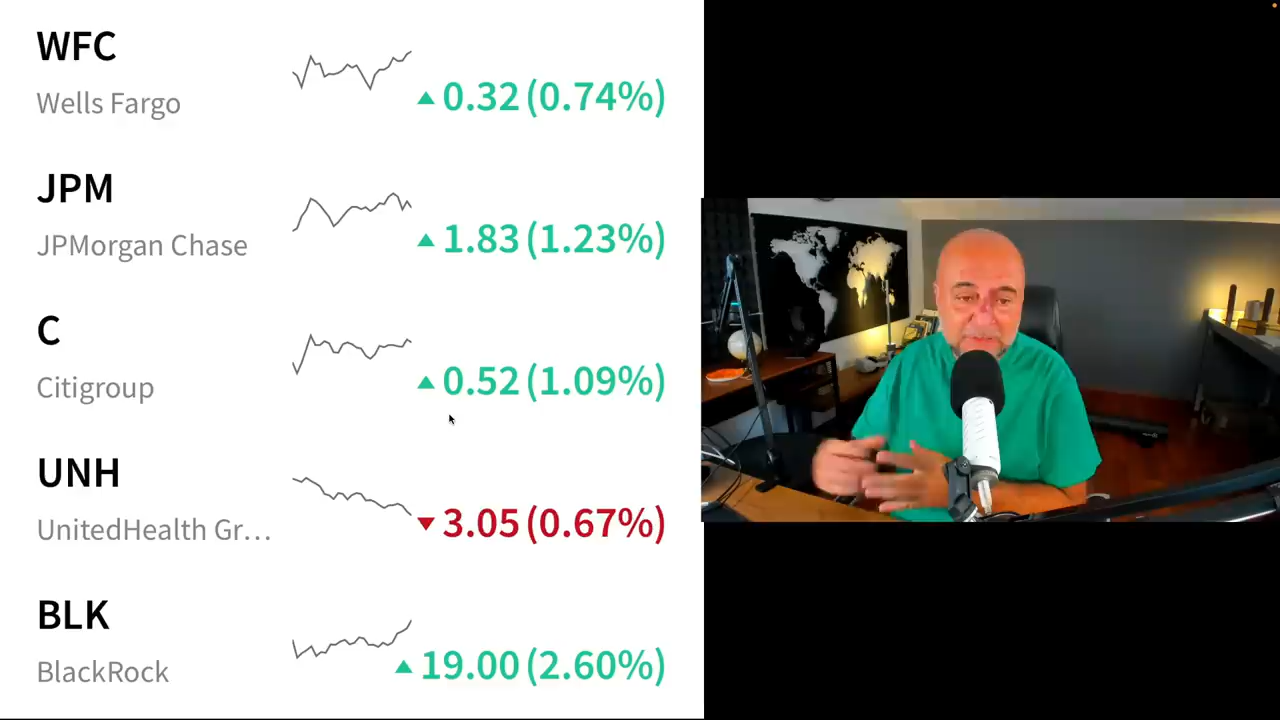 WFC
Wells Fargo
▲ 0.32 (0.74%)
JPM
JPMorgan Chase
▲ 1.83 (1.23%)
C
Citigroup
▲ 0.52 (1.09%)
UNH
UnitedHealth Gr...
▼ 3.05 (0.67%)
BLK
BlackRock
▲ 19.00 (2.60%)